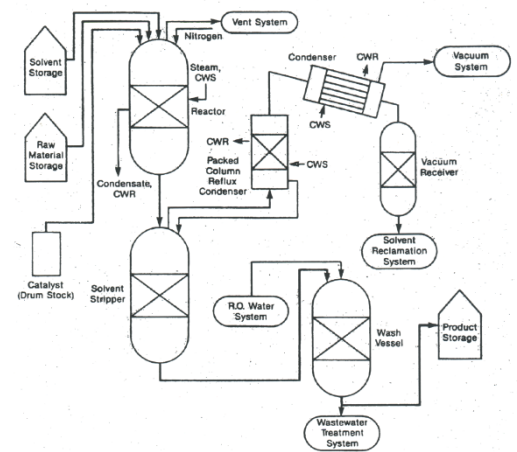 Vent System
Nitrogen
Solvent
Storage
Steam,
CWS
Reactor
Condenser
CWR
Vacuum
System
CWS
Raw
Material
Storage
CWR
Packed
Column
Reflux
Condenser
CWS
Vacuum
Receiver
Condensate,
CWR
Solvent
Reclamation
System
Catalyst
(Drum Stock)
Solvent
Stripper
R.O. Water
System
Wash
Vessel
Product
Storage
Wastewater
Treatment
System